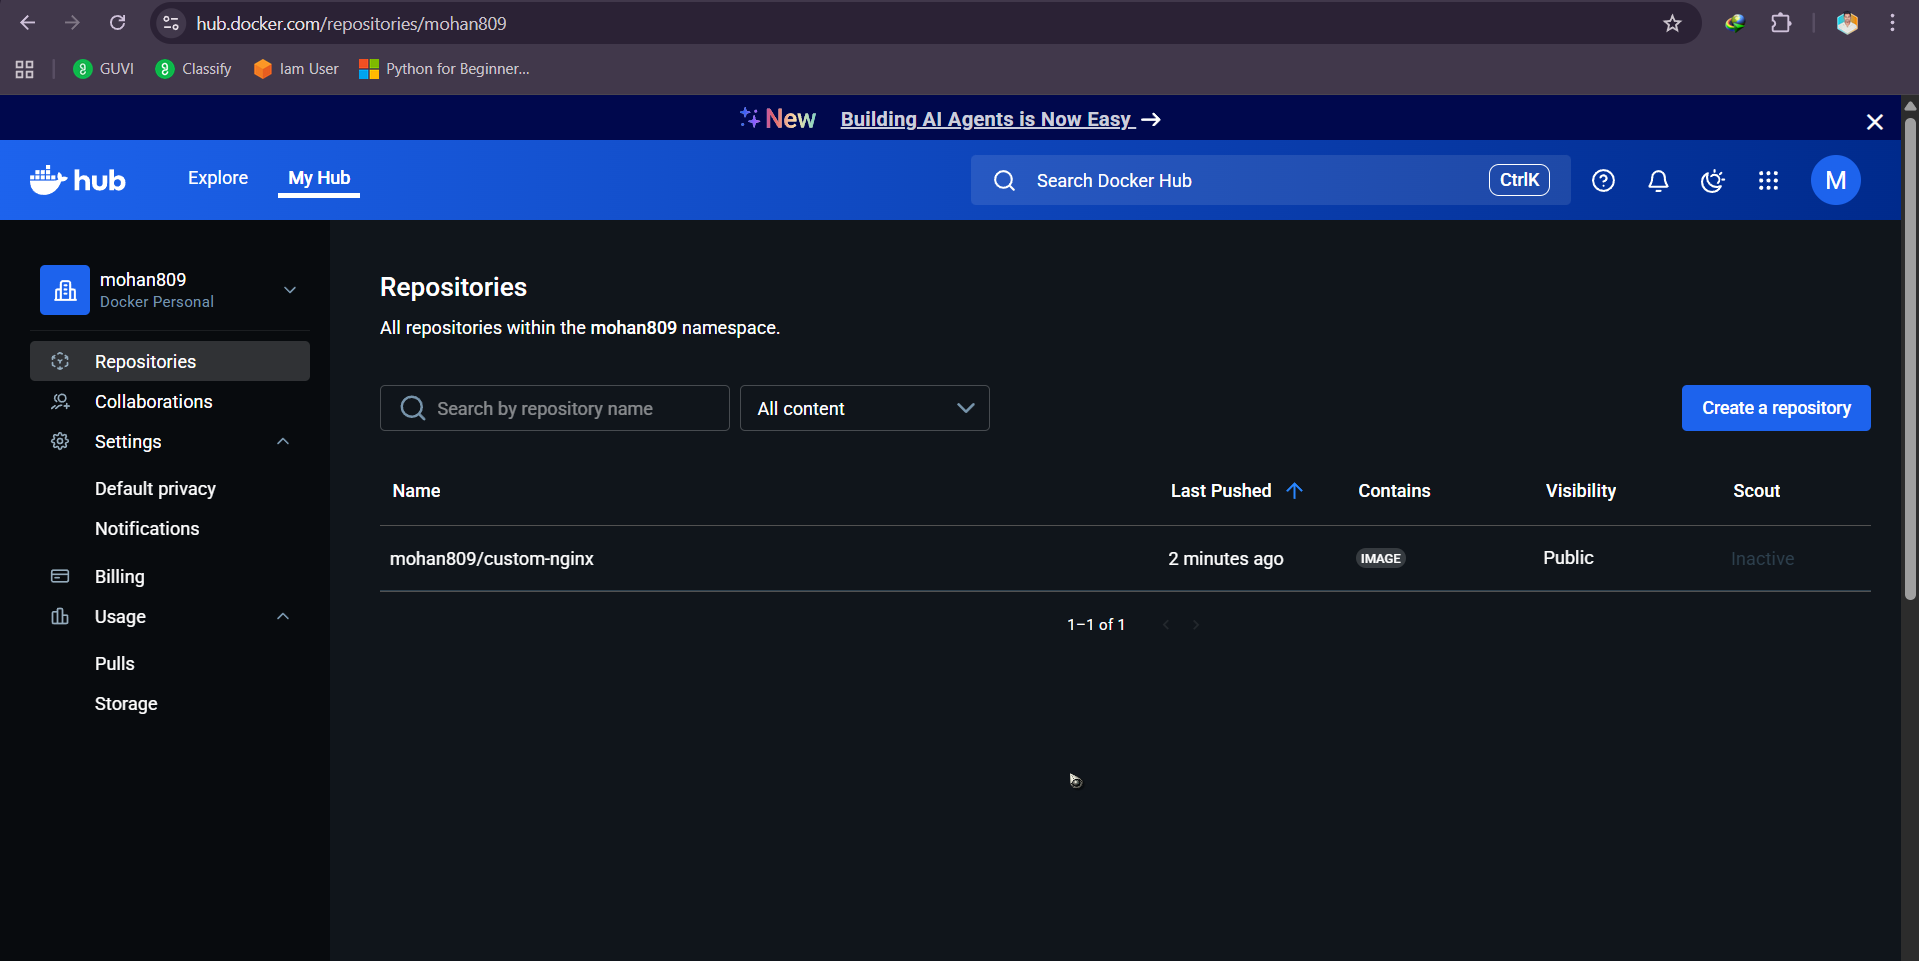 hub.docker.com/repositories/mohan809
GUVI
Classify
Iam User
Python for Beginner...
New Building AI Agents is Now Easy →
hub
Explore
My Hub
Search Docker Hub
CtrlK
M
mohan809
Docker Personal
Repositories
Collaborations
Settings
Default privacy
Notifications
Billing
Usage
Pulls
Storage
Repositories
All repositories within the mohan809 namespace.
Search by repository name
All content
Create a repository
Name Last Pushed Contains Visibility Scout
mohan809/custom-nginx 2 minutes ago IMAGE Public Inactive
1–1 of 1